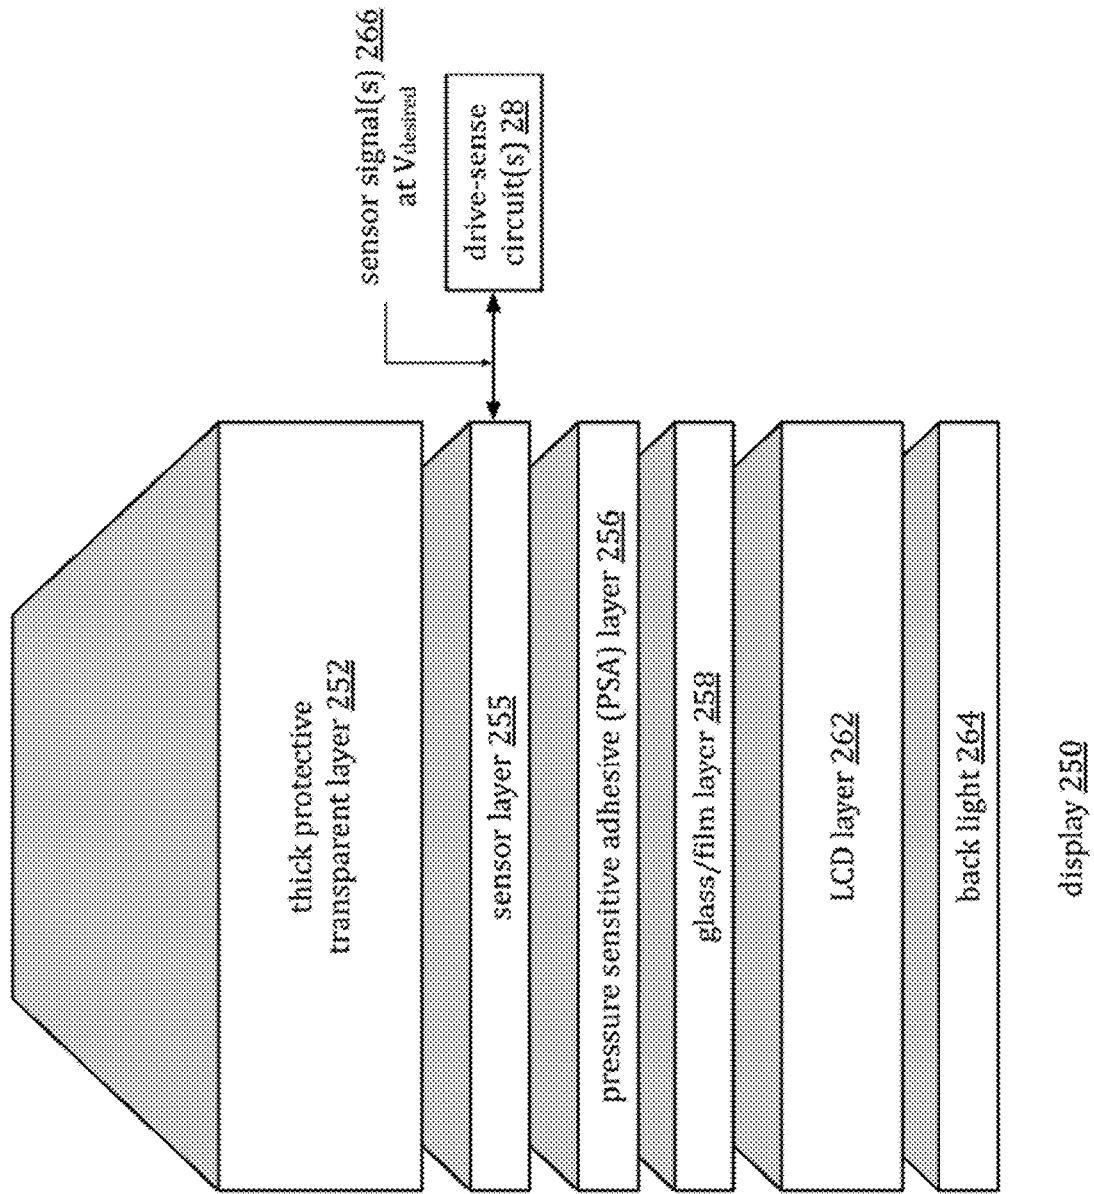 sensor signal(s) 266
at Vdesired
drive-sense
circuit(s) 28
thick protective
transparent layer 252
sensor layer 255
pressure sensitive adhesive (PSA) layer 256
glass/film layer 258
LCD layer 262
back light 264
display 250